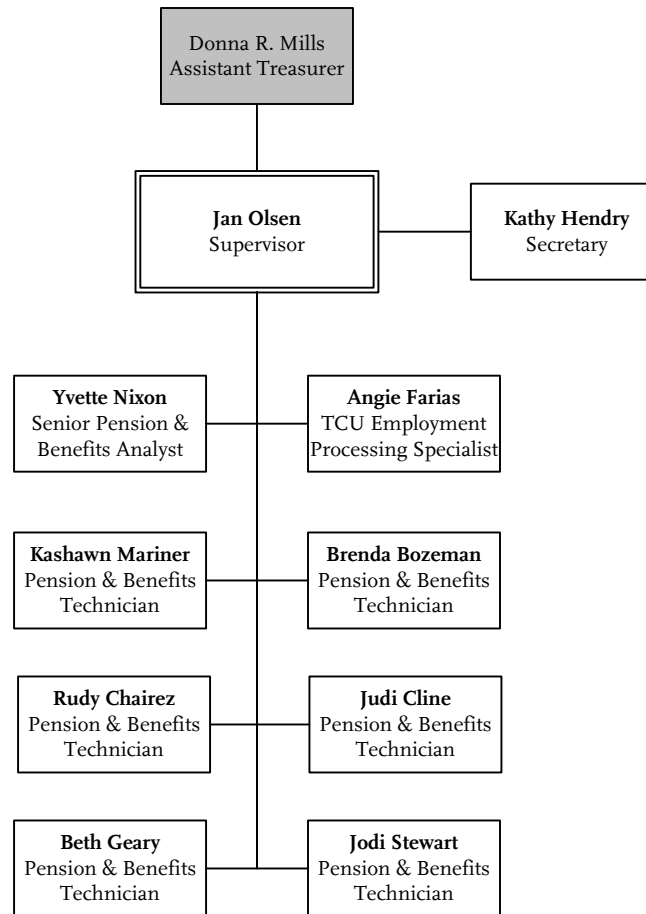 Donna R. Mills
Assistant Treasurer
Jan Olsen
Supervisor
Kathy Hendry
Secretary
Yvette Nixon
Senior Pension &
Benefits Analyst
Angie Farias
TCU Employment
Processing Specialist
Kashawn Mariner
Pension & Benefits
Technician
Brenda Bozeman
Pension & Benefits
Technician
Rudy Chairez
Pension & Benefits
Technician
Judi Cline
Pension & Benefits
Technician
Beth Geary
Pension & Benefits
Technician
Jodi Stewart
Pension & Benefits
Technician